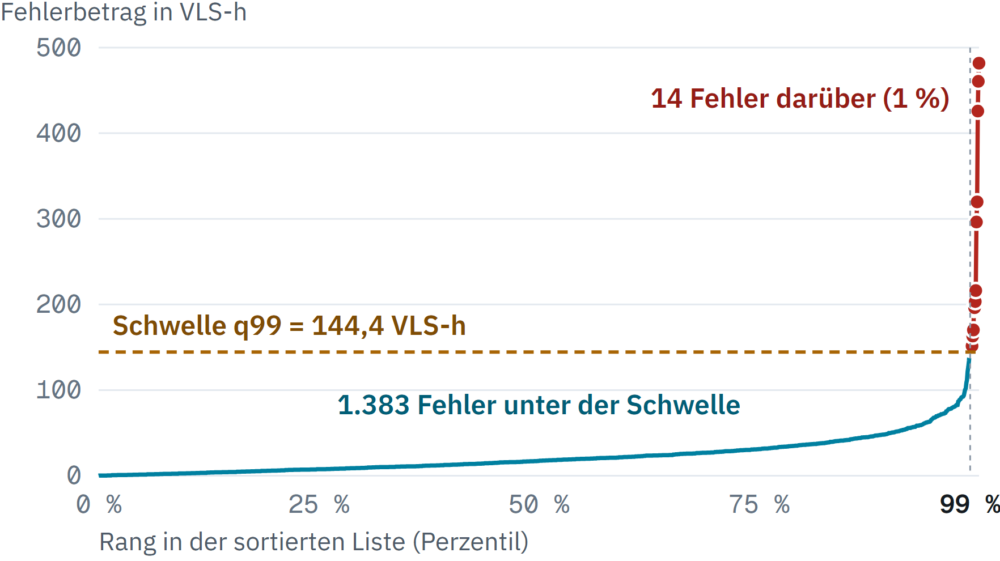 Fehlerbetrag in VLS-h
500
14 Fehler darüber (1 %)
400
300
200
Schwelle q99 = 144,4 VLS-h
100
1.383 Fehler unter der Schwelle
0
0 % 25 % 50 % 75 % 99 %
Rang in der sortierten Liste (Perzentil)